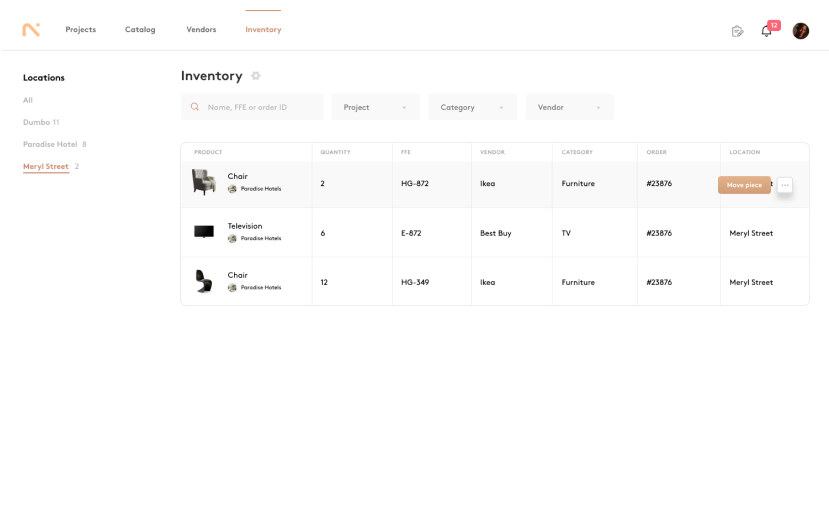 Projects
Catalog
Vendors
Inventory
12
Locations
All
Dumbo 11
Paradise Hotel 8
Meryl Street 2
Inventory
Name, FFE or order ID
Project
Category
Vendor
PRODUCT QUANTITY FFE VENDOR CATEGORY ORDER LOCATION
Chair
Paradise Hotels
2 HG-872 Ikea Furniture #23876
Move piece
Television
Paradise Hotels
6 E-872 Best Buy TV #23876 Meryl Street
Chair
Paradise Hotels
12 HG-349 Ikea Furniture #23876 Meryl Street